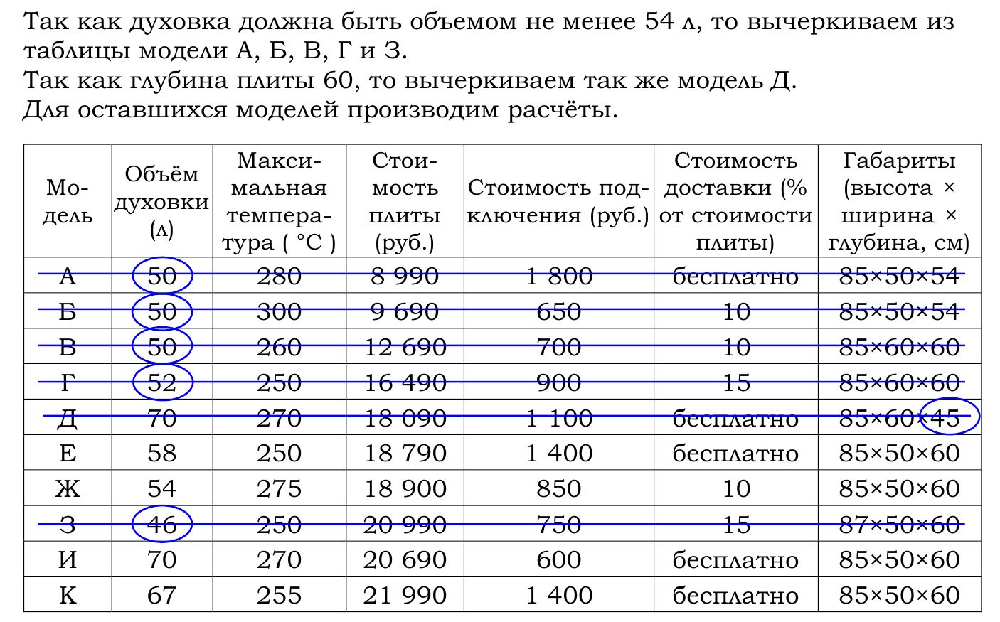 Так как духовка должна быть объемом не менее 54 л, то вычеркиваем из
таблицы модели А, Б, В, Г и З.
Так как глубина плиты 60, то вычеркиваем так же модель Д.
Для оставшихся моделей производим расчёты.
Мо-
дель
Объём
духовки
(л)
Макси-
мальная
темпера-
тура ( °С )
Стои-
мость
плиты
(руб.)
Стоимость под-
ключения (руб.)
Стоимость
доставки (%
от стоимости
плиты)
Габариты
(высота ×
ширина ×
глубина, см)
А 50 280 8 990 1 800 бесплатно 85×50×54
Б 50 300 9 690 650 10 85×50×54
В 50 260 12 690 700 10 85×60×60
Г 52 250 16 490 900 15 85×60×60
Д 70 270 18 090 1 100 бесплатно 85×60×45
Е 58 250 18 790 1 400 бесплатно 85×50×60
Ж 54 275 18 900 850 10 85×50×60
З 46 250 20 990 750 15 87×50×60
И 70 270 20 690 600 бесплатно 85×50×60
К 67 255 21 990 1 400 бесплатно 85×50×60